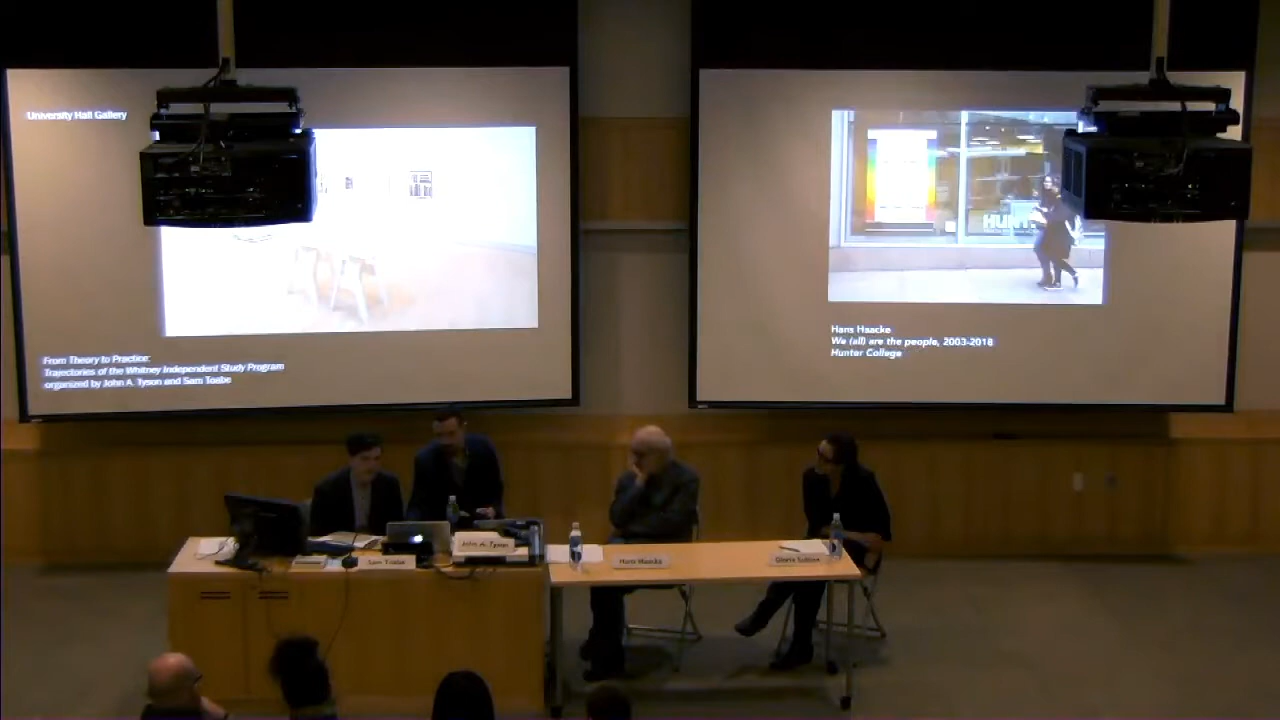 University Hall Gallery
From Theory to Practice:
Trajectories of the Whitney Independent Study Program
organized by John A. Tyson and Sam Toabe
HUNT
Hans Haacke
We (all) are the people, 2003-2018
Hunter College
Sam Toabe
John A. Tyson
Hans Haacke
Gloria Sutton